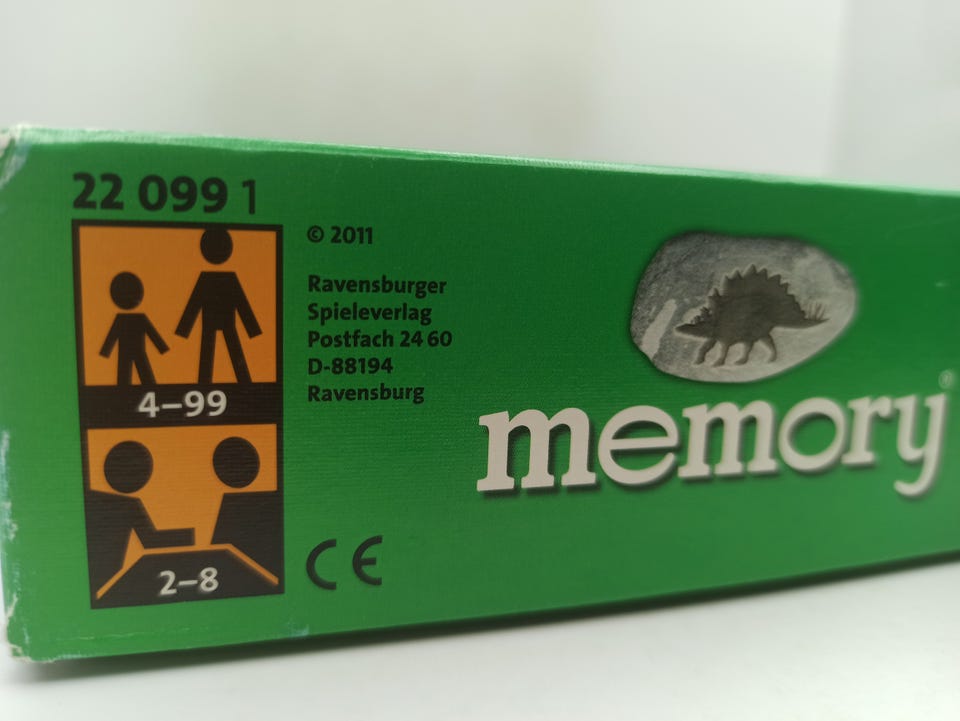 22 099 1
4–99
2–8
© 2011
Ravensburger
Spieleverlag
Postfach 24 60
D-88194
Ravensburg
CE
memory®